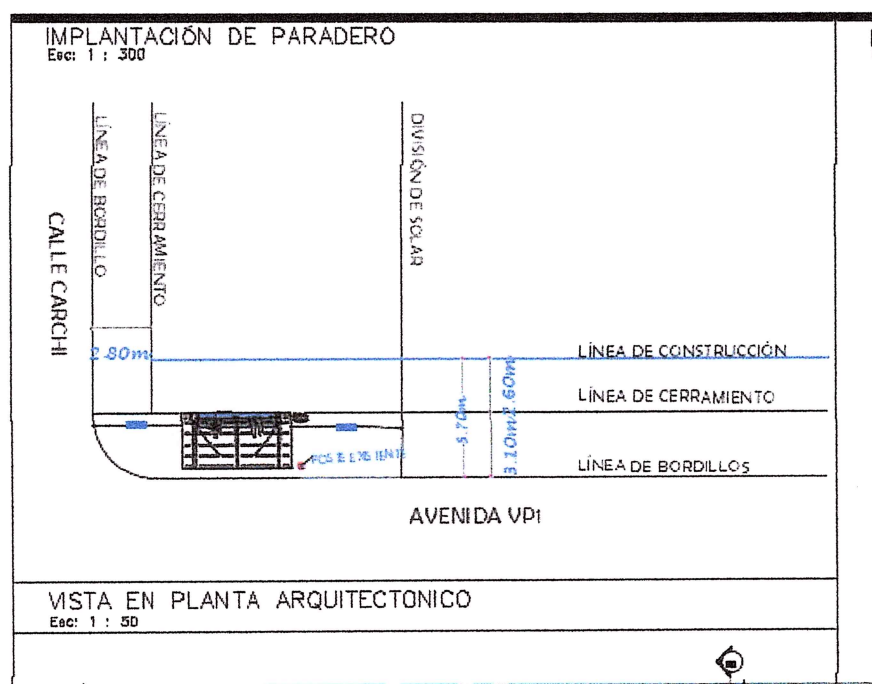 IMPLANTACIÓN DE PARADERO
Esc: 1 : 300
CALLE CARCHI
LÍNEA DE BORDILLO
LÍNEA DE CERRAMIENTO
DIVISIÓN DE SOLAR
2.80m
LÍNEA DE CONSTRUCCIÓN
LÍNEA DE CERRAMIENTO
5.70m
3.10m
2.60m
POSTE EXISTENTE
LÍNEA DE BORDILLOS
AVENIDA VP1
VISTA EN PLANTA ARQUITECTONICO
Esc: 1 : 50